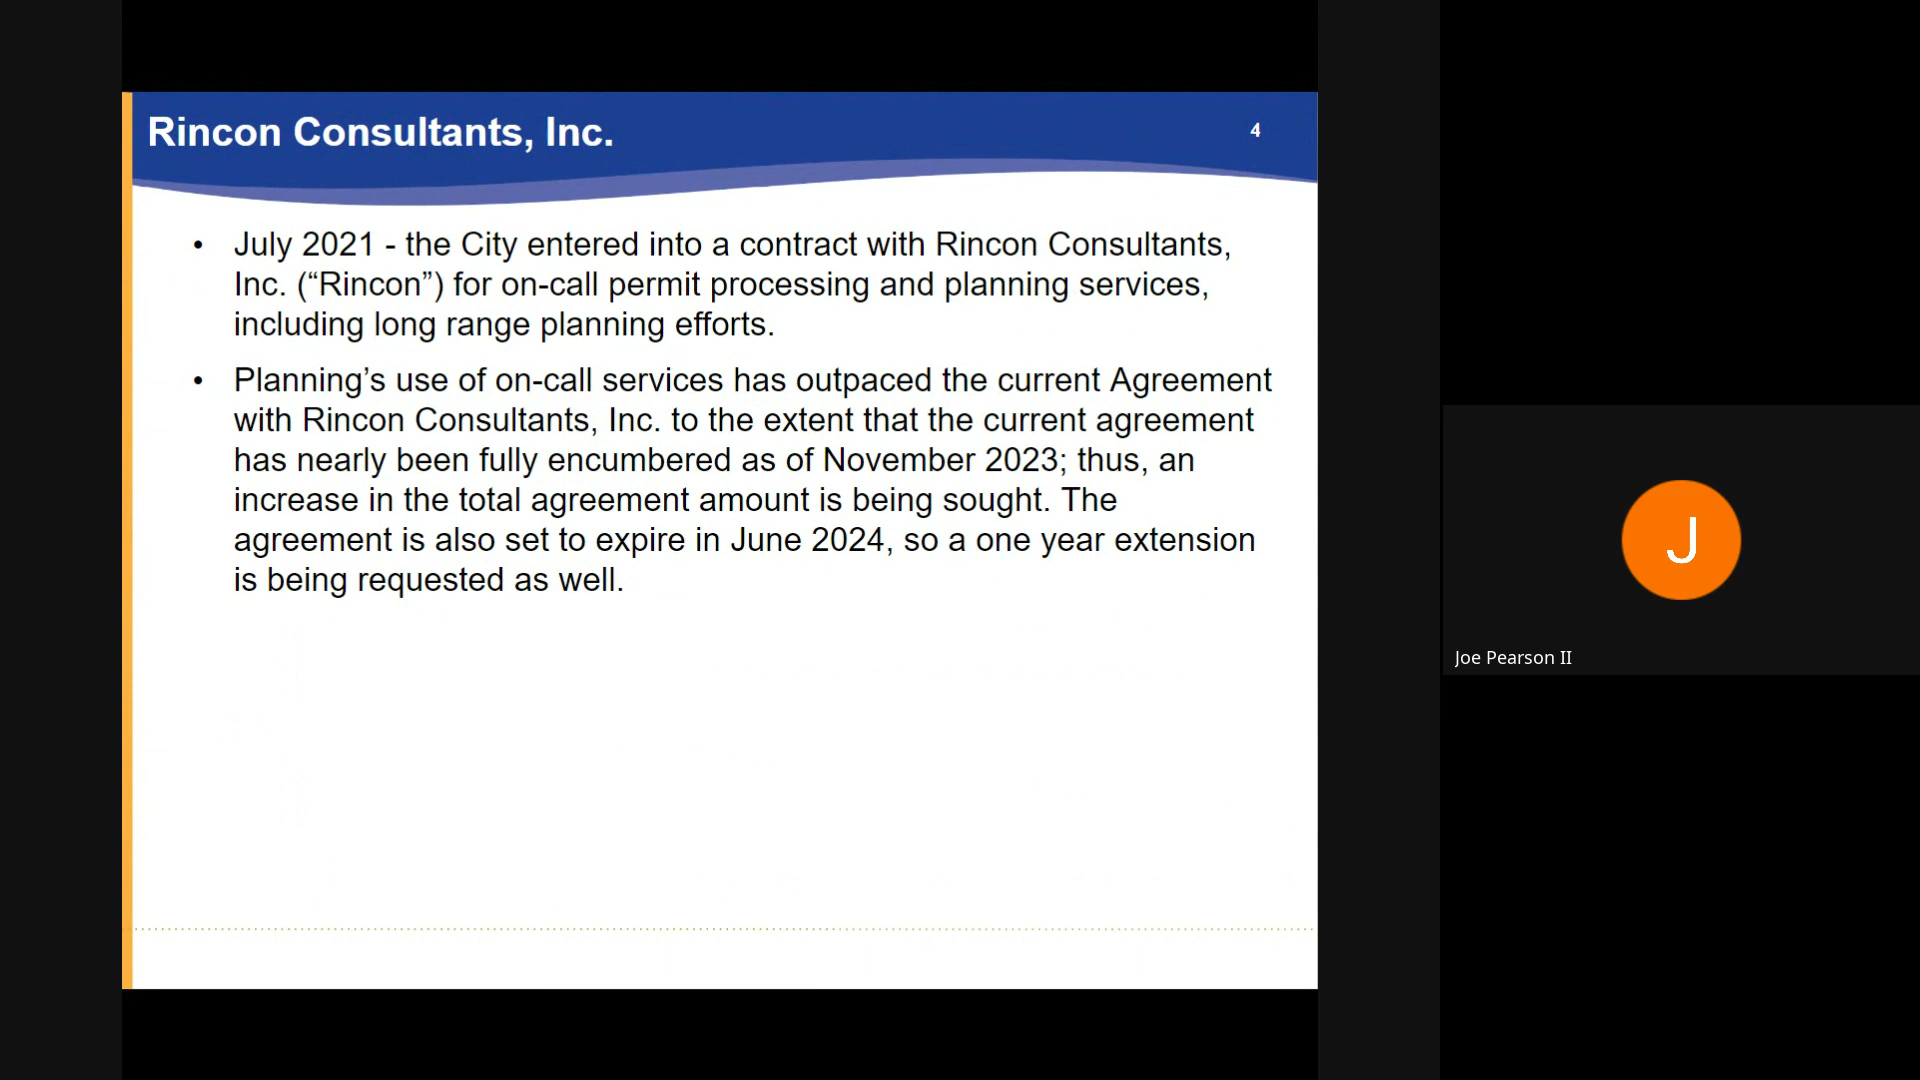 Rincon Consultants, Inc.
4
• July 2021 - the City entered into a contract with Rincon Consultants,
Inc. (“Rincon”) for on-call permit processing and planning services,
including long range planning efforts.
• Planning’s use of on-call services has outpaced the current Agreement
with Rincon Consultants, Inc. to the extent that the current agreement
has nearly been fully encumbered as of November 2023; thus, an
increase in the total agreement amount is being sought. The
agreement is also set to expire in June 2024, so a one year extension
is being requested as well.
J
Joe Pearson II